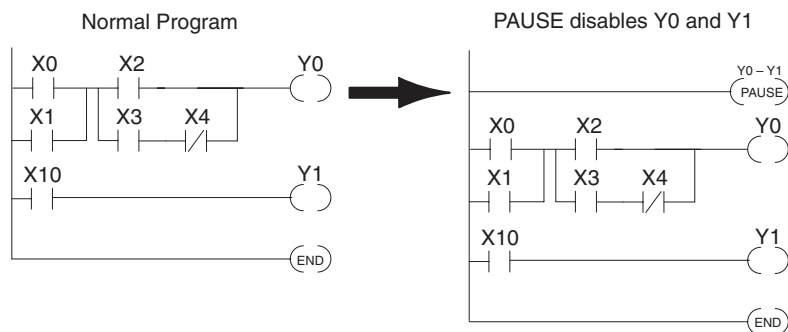 Normal Program
X0 X2 Y0
X1 X3 X4
X10 Y1
END
PAUSE disables Y0 and Y1
Y0 – Y1
PAUSE
X0 X2 Y0
X1 X3 X4
X10 Y1
END